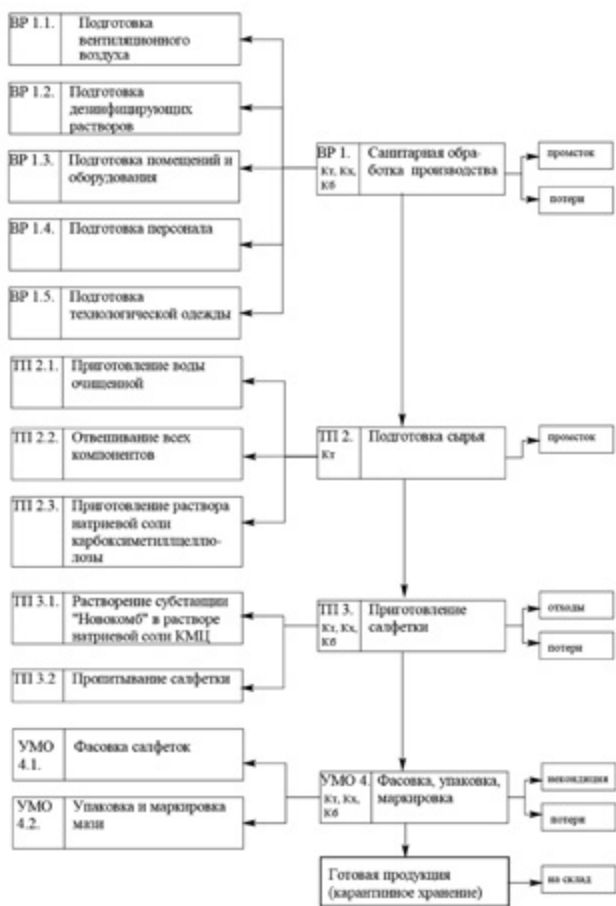 ВР 1.1. Подготовка
вентиляционного
воздуха
ВР 1.2. Подготовка
дезинфицирующих
растворов
ВР 1.3. Подготовка помещений и
оборудования
ВР 1.4. Подготовка персонала
ВР 1.5. Подготовка
технологической одежды
ВР 1. Санитарная обра-
Кт, Кх, ботка производства
Кб
промсток
потери
ТП 2.1. Приготовление воды
очищенной
ТП 2.2. Отвешивание всех
компонентов
ТП 2.3. Приготовление раствора
натриевой соли
карбоксиметиллцеллю-
лозы
ТП 2. Подготовка сырья
Кт
промсток
ТП 3.1. Растворение субстанции
"Новокомб" в растворе
натриевой соли КМЦ
ТП 3.2 Пропитывание салфетки
ТП 3. Приготовление
Кт, Кх, салфетки
Кб
отходы
потери
УМО Фасовка салфеток
4.1.
УМО Упаковка и маркировка
4.2. мази
УМО 4. Фасовка, упаковка,
Кт, Кх, маркировка
Кб
некондиция
потери
Готовая продукция
(карантинное хранение)
на склад